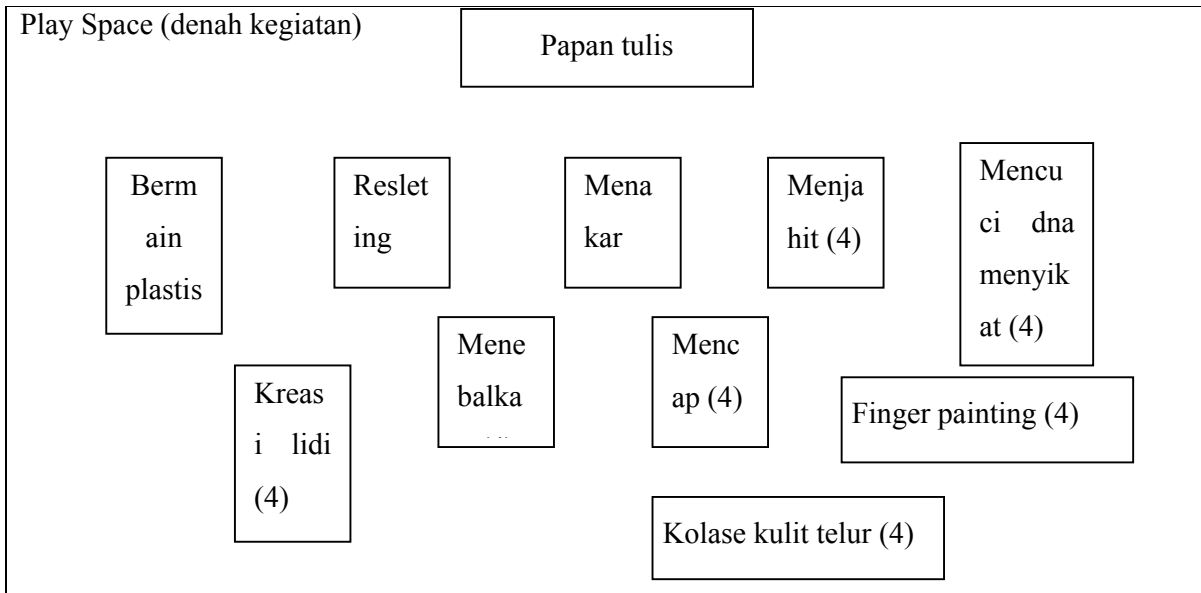 Play Space (denah kegiatan)
Papan tulis
Berm
ain
plastis
Reslet
ing
Mena
kar
Menja
hit (4)
Mencu
ci dna
menyik
at (4)
Mene
balka
Menc
ap (4)
Kreas
i lidi
(4)
Finger painting (4)
Kolase kulit telur (4)